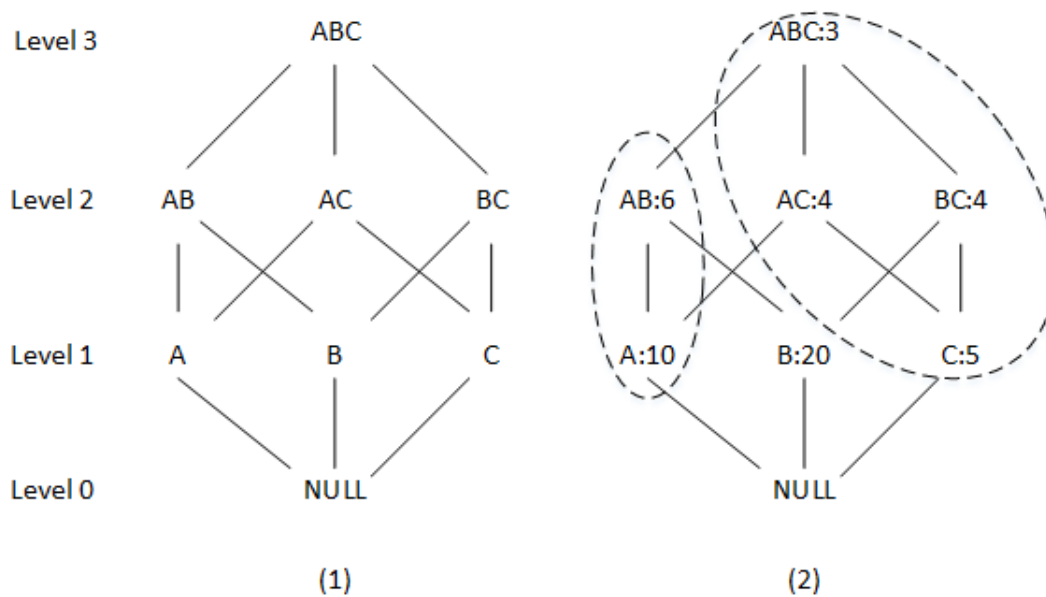 Level 3 ABC ABC:3
Level 2 AB AC BC AB:6 AC:4 BC:4
Level 1 A B C A:10 B:20 C:5
Level 0 NULL NULL
(1) (2)